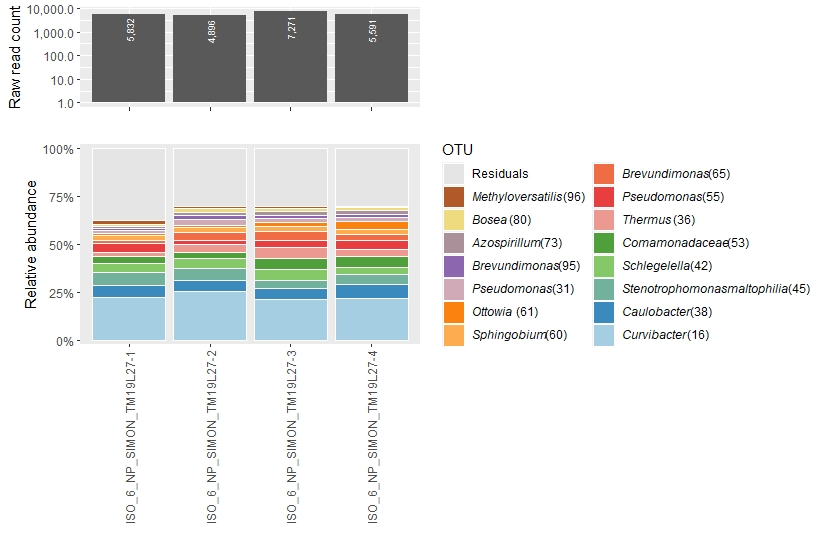 Raw read count
10,000.0
1,000.0
100.0
10.0
1.0
5,832
4,896
7,271
5,591
Relative abundance
100%
75%
50%
25%
0%
ISO_6_NP_SIMON_TM19L27-1
ISO_6_NP_SIMON_TM19L27-2
ISO_6_NP_SIMON_TM19L27-3
ISO_6_NP_SIMON_TM19L27-4
OTU
Residuals
Methyloversatilis(96)
Bosea (80)
Azospirillum(73)
Brevundimonas(95)
Pseudomonas(31)
Ottowia (61)
Sphingobium(60)
Brevundimonas(65)
Pseudomonas(55)
Thermus (36)
Comamonadaceae(53)
Schlegelella(42)
Stenotrophomonasmaltophilia(45)
Caulobacter(38)
Curvibacter(16)